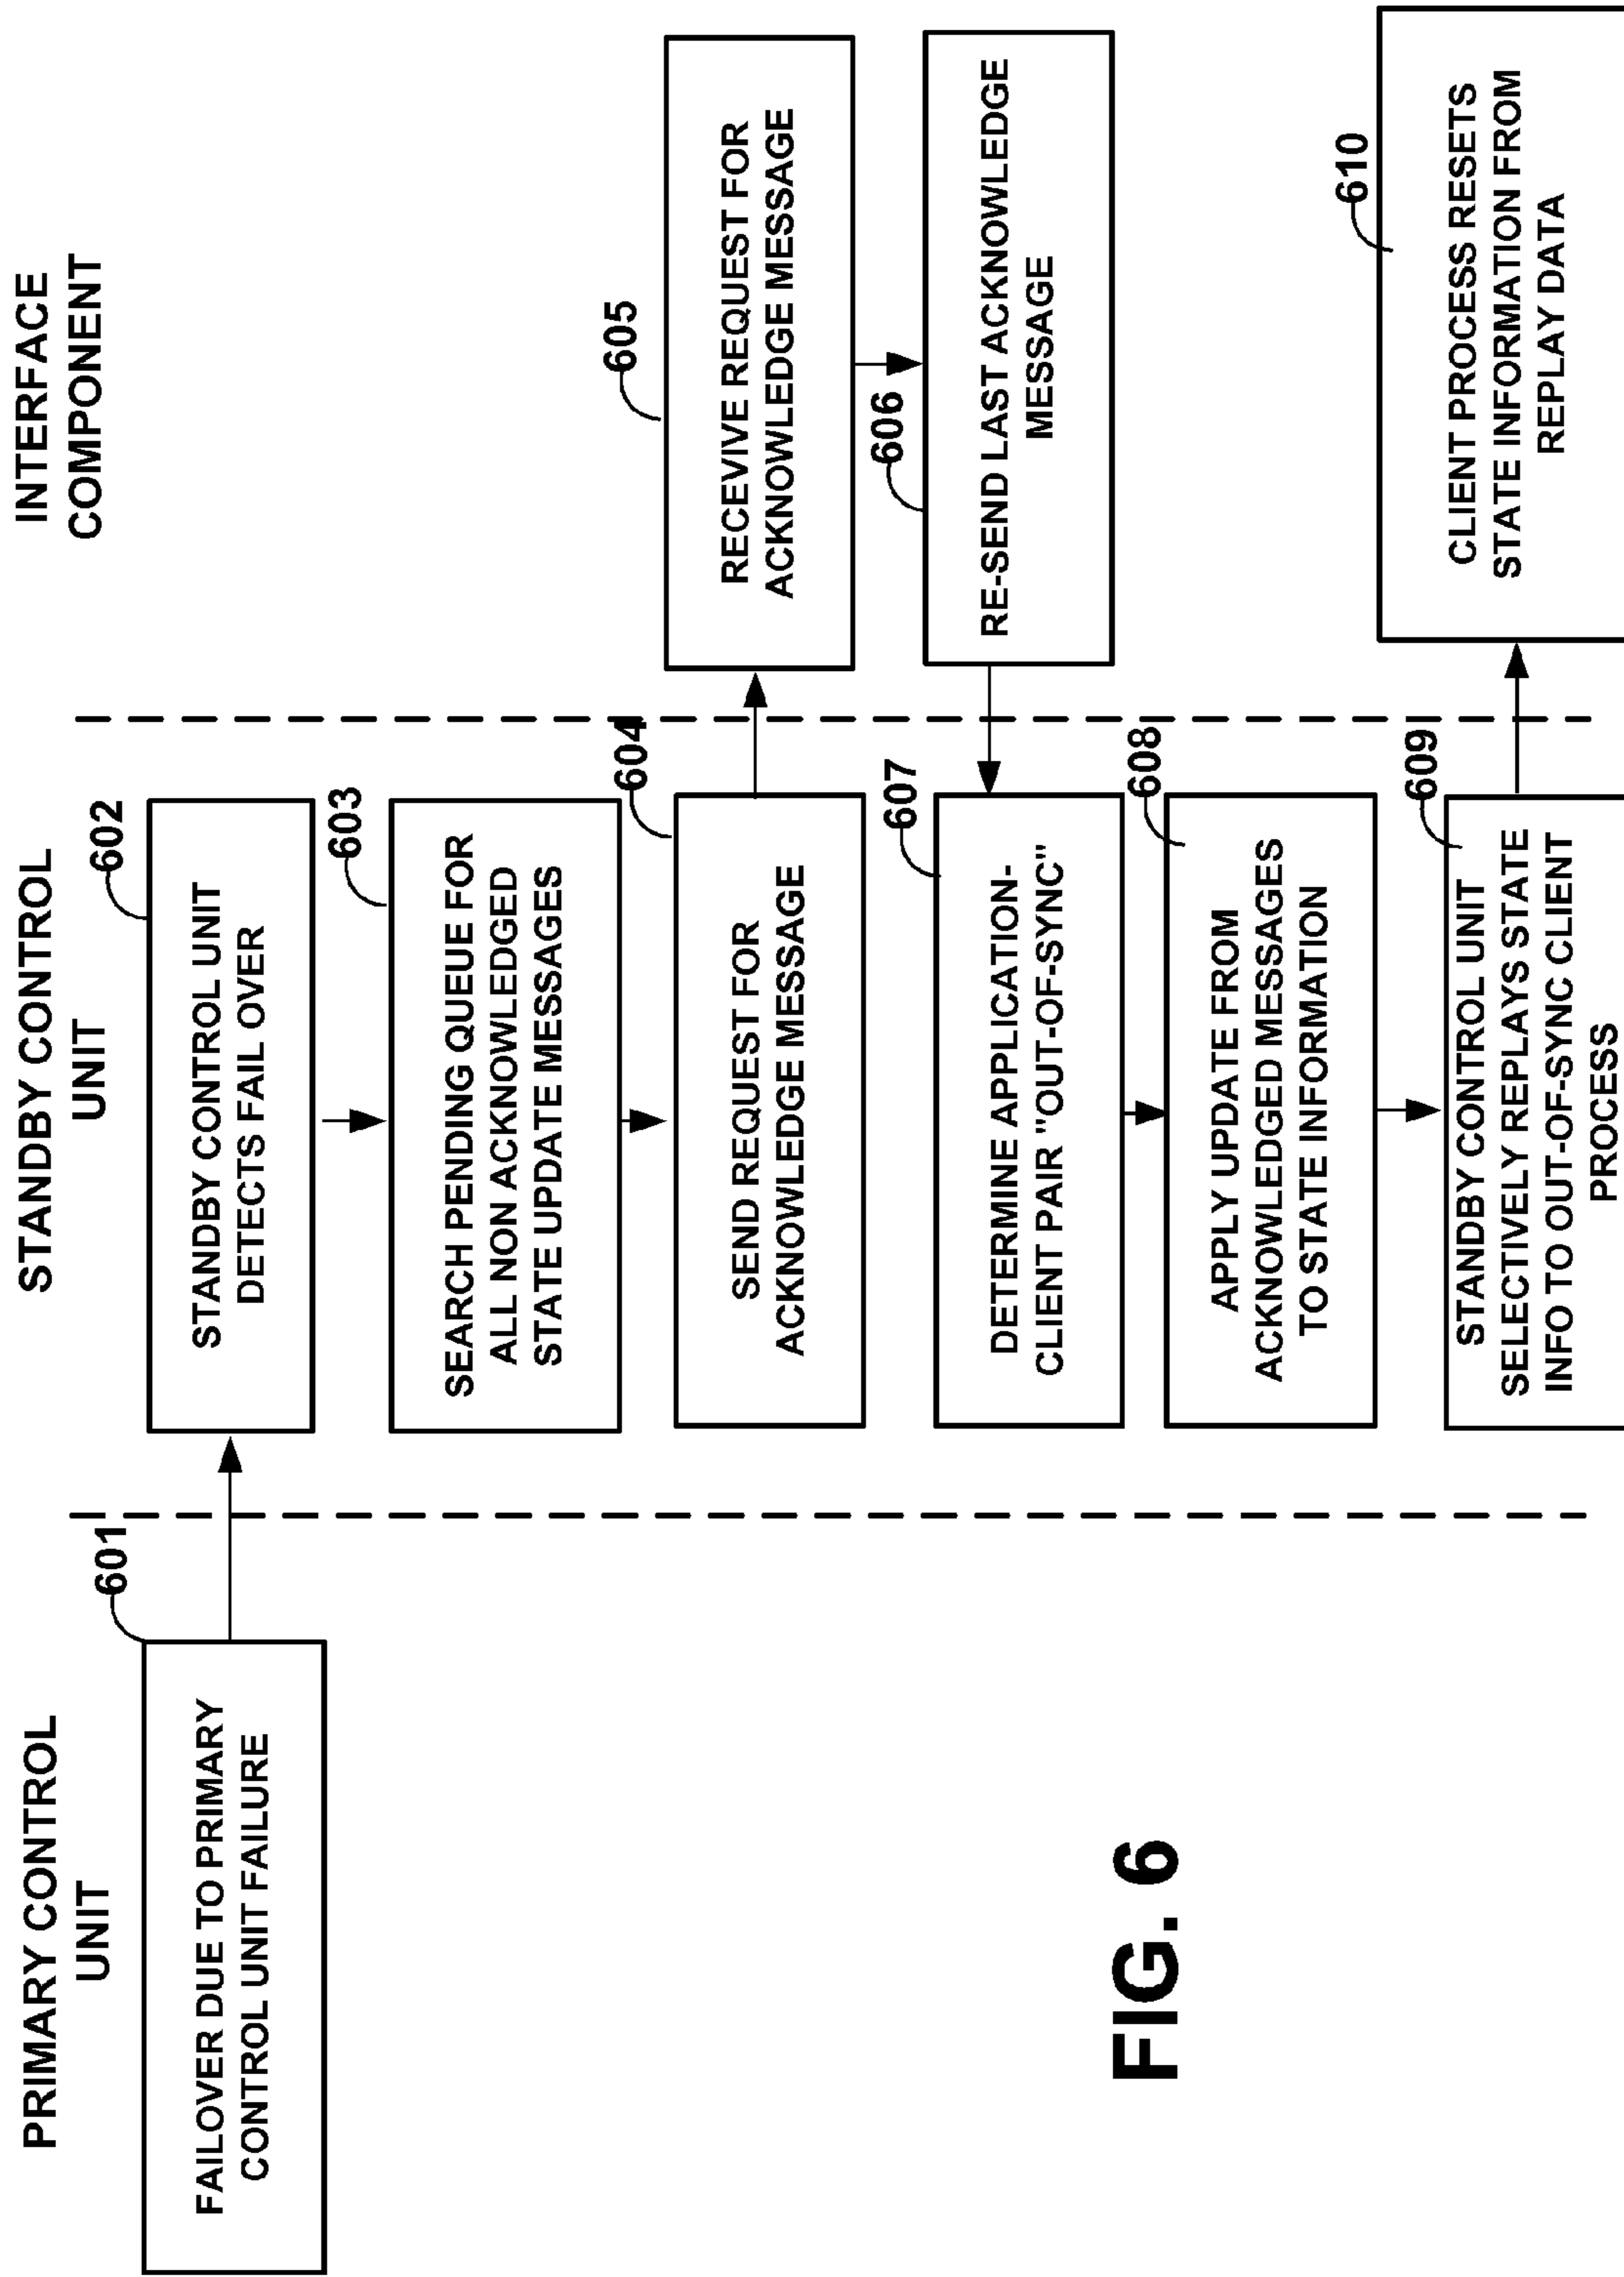 PRIMARY CONTROL
UNIT
STANDBY CONTROL
UNIT
INTERFACE
COMPONENT
601
FAILOVER DUE TO PRIMARY
CONTROL UNIT FAILURE
602
STANDBY CONTROL UNIT
DETECTS FAIL OVER
603
SEARCH PENDING QUEUE FOR
ALL NON ACKNOWLEDGED
STATE UPDATE MESSAGES
604
SEND REQUEST FOR
ACKNOWLEDGE MESSAGE
605
RECEVIVE REQUEST FOR
ACKNOWLEDGE MESSAGE
606
RE-SEND LAST ACKNOWLEDGE
MESSAGE
607
DETERMINE APPLICATION-
CLIENT PAIR "OUT-OF-SYNC"
608
APPLY UPDATE FROM
ACKNOWLEDGED MESSAGES
TO STATE INFORMATION
609
STANDBY CONTROL UNIT
SELECTIVELY REPLAYS STATE
INFO TO OUT-OF-SYNC CLIENT
PROCESS
610
CLIENT PROCESS RESETS
STATE INFORMATION FROM
REPLAY DATA
FIG. 6